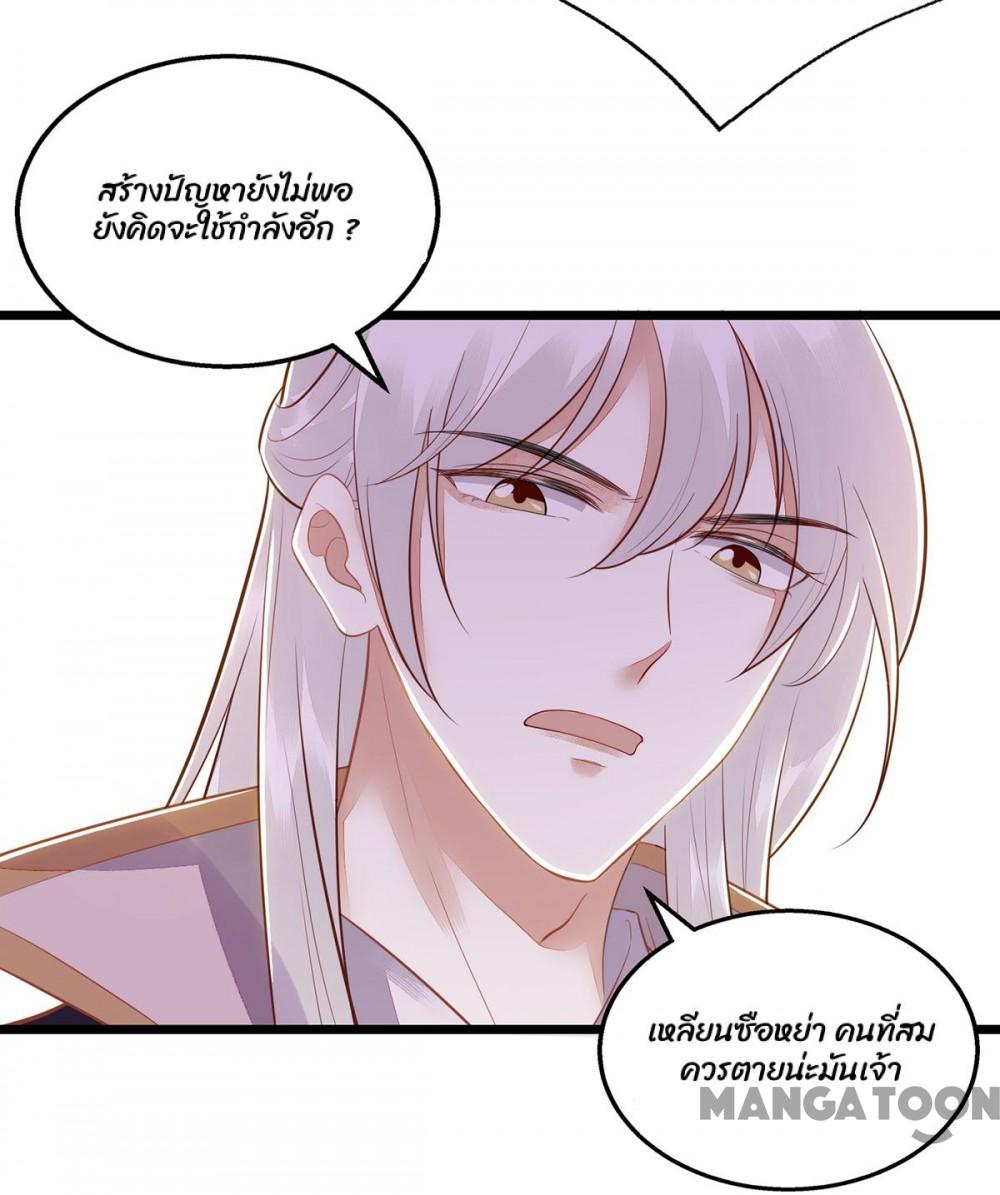 สร้างปัญหายังไม่พอ
ยังคิดจะใช้กำลังอีก ?
เหลียนซือหย่า คนที่สม
ควรตายน่ะมันเจ้า
MANGATOON